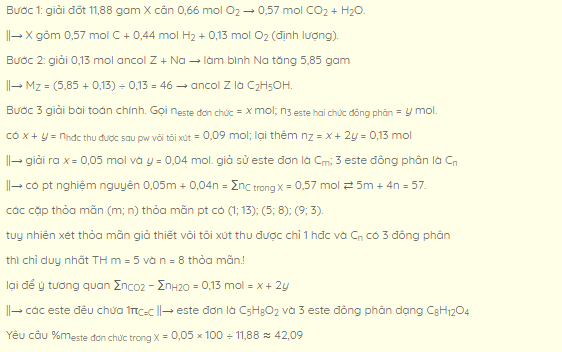 Bước 1: giải đốt 11,88 gam X cần 0,66 mol O₂ → 0,57 mol CO₂ + H₂O.
||→ X gồm 0,57 mol C + 0,44 mol H₂ + 0,13 mol O₂ (định lượng).
Bước 2: giải 0,13 mol ancol Z + Na → làm bình Na tăng 5,85 gam
||→ M_Z = (5,85 + 0,13) ÷ 0,13 = 46 → ancol Z là C₂H₅OH.
Bước 3 giải bài toán chính. Gọi n_este đơn chức = x mol; n_3 este hai chức đồng phân = y mol.
có x + y = n_hđc thu được sau pw vôi tôi xút = 0,09 mol; lại thêm n_Z = x + 2y = 0,13 mol
||→ giải ra x = 0,05 mol và y = 0,04 mol. giả sử este đơn là C_m; 3 este đồng phân là C_n
||→ có pt nghiệm nguyên 0,05m + 0,04n = Σn_C trong X = 0,57 mol ⇄ 5m + 4n = 57.
các cặp thỏa mãn (m; n) thỏa mãn pt có (1; 13); (5; 8); (9; 3).
tuy nhiên xét thỏa mãn giả thiết vôi tôi xút thu được chỉ 1 hđc và C_n có 3 đồng phân
thì chỉ duy nhất TH m = 5 và n = 8 thỏa mãn.!
lại để ý tương quan Σn_CO2 − Σn_H2O = 0,13 mol = x + 2y
||→ các este đều chứa 1π_C=C ||→ este đơn là C₅H₈O₂ và 3 este đồng phân dạng C₈H₁₂O₄
Yêu cầu %m_este đơn chức trong X = 0,05 × 100 ÷ 11,88 ≈ 42,09